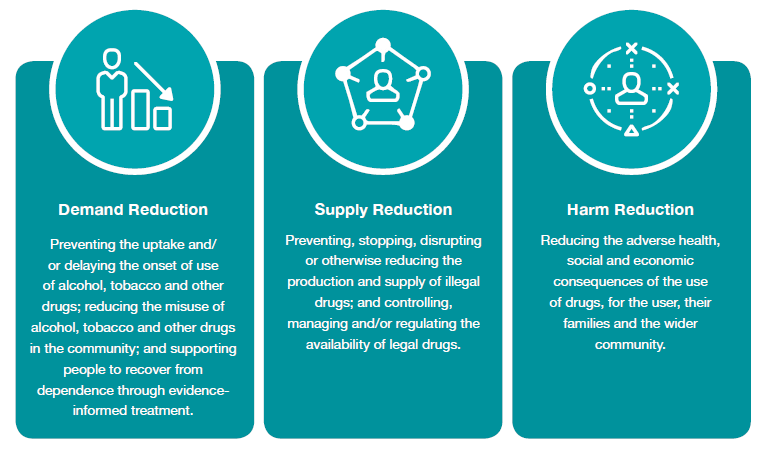 Demand Reduction
Preventing the uptake and/
or delaying the onset of use
of alcohol, tobacco and other
drugs; reducing the misuse of
alcohol, tobacco and other drugs
in the community; and supporting
people to recover from
dependence through evidence-
informed treatment.
Supply Reduction
Preventing, stopping, disrupting
or otherwise reducing the
production and supply of illegal
drugs; and controlling,
managing and/or regulating the
availability of legal drugs.
Harm Reduction
Reducing the adverse health,
social and economic
consequences of the use
of drugs, for the user, their
families and the wider
community.